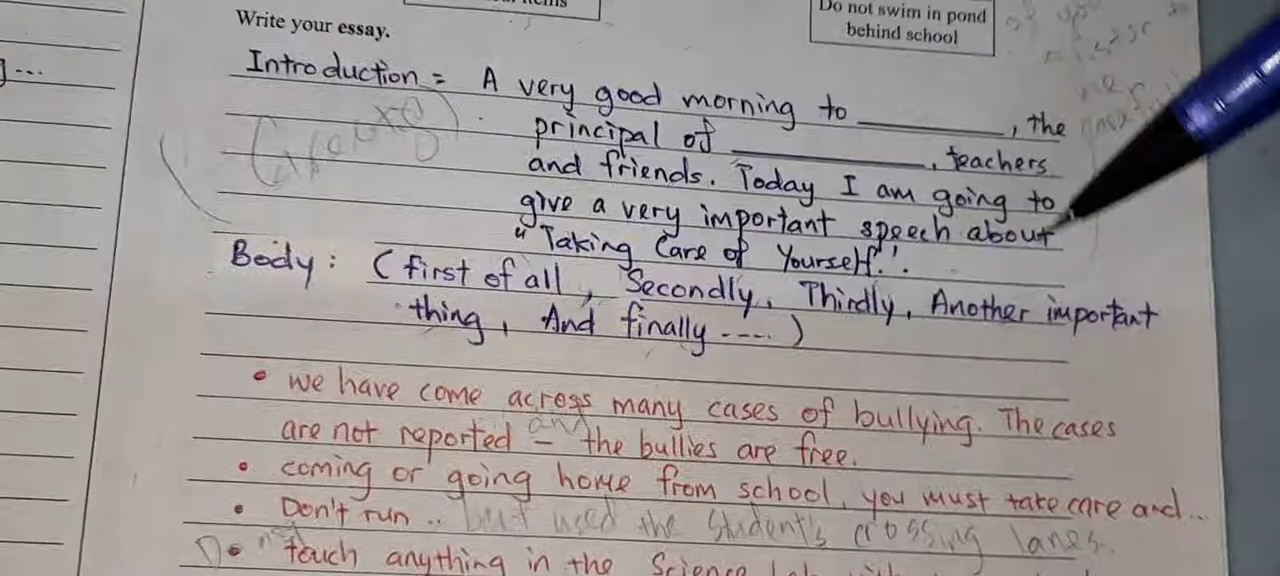 Do not swim in pond
behind school
Write your essay.
Introduction = A very good morning to ________, the
principal of ________, teachers
and friends. Today I am going to
give a very important speech about
"Taking Care of Yourself".
Body : (first of all, Secondly, Thirdly, Another important
thing, And finally ....)
• we have come across many cases of bullying. The cases
are not reported – and the bullies are free.
• coming or going home from school, you must take care and...
• Don't run .. but used the student's crossing lanes.
• touch anything in the Science